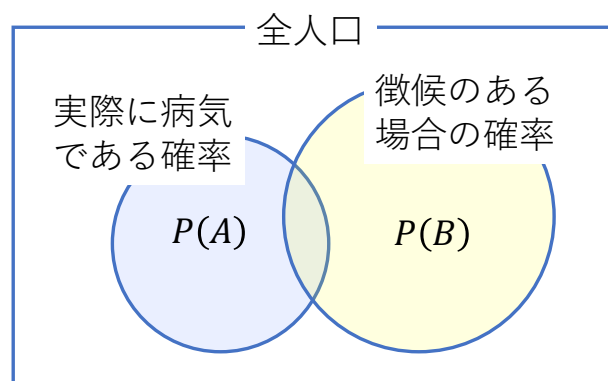 全人口
実際に病気
である確率
徴候のある
場合の確率
P(A)
P(B)